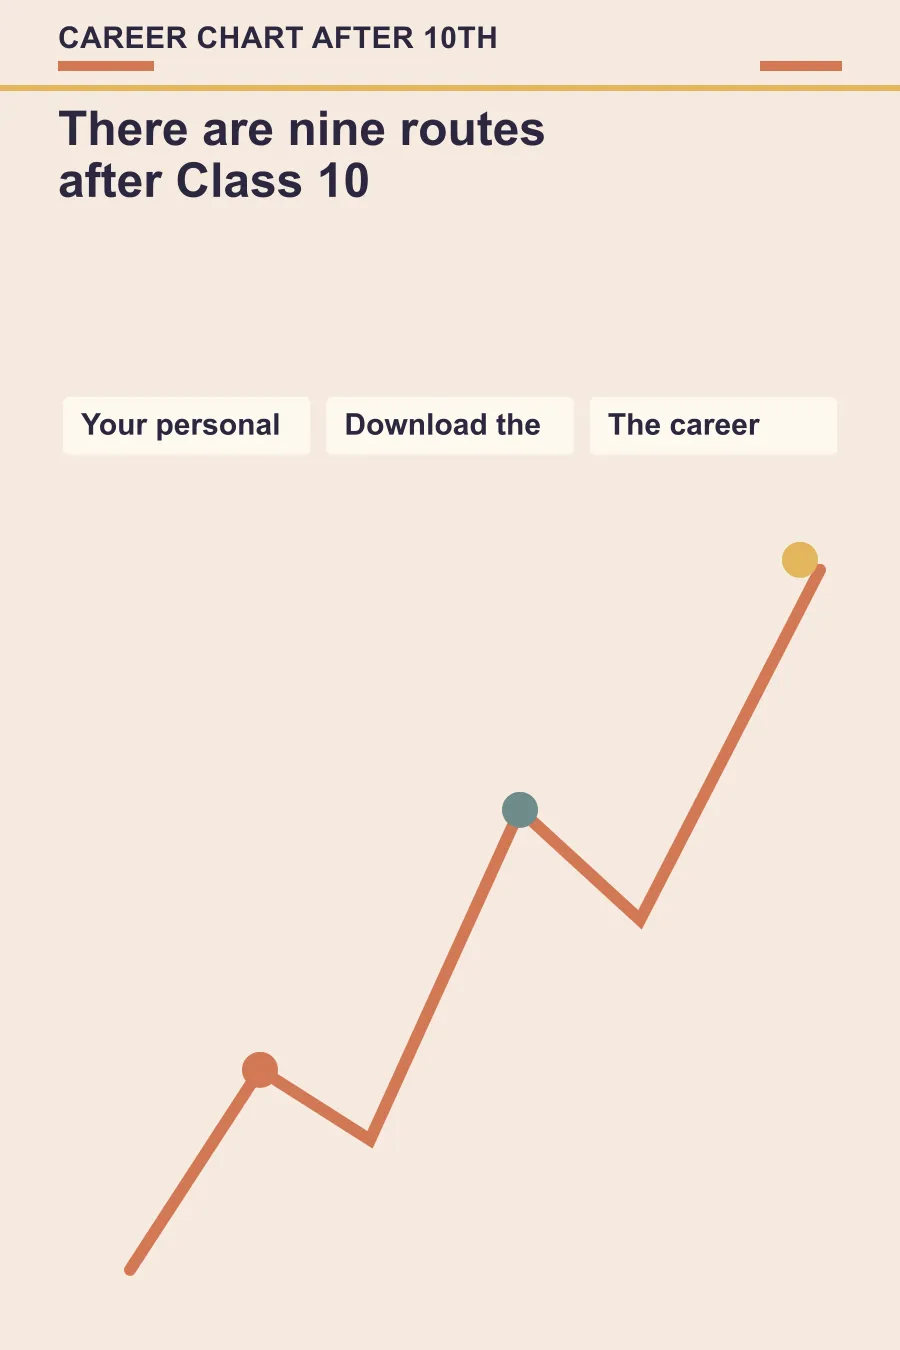 CAREER CHART AFTER 10TH
There are nine routes
after Class 10
Your personal
Download the
The career